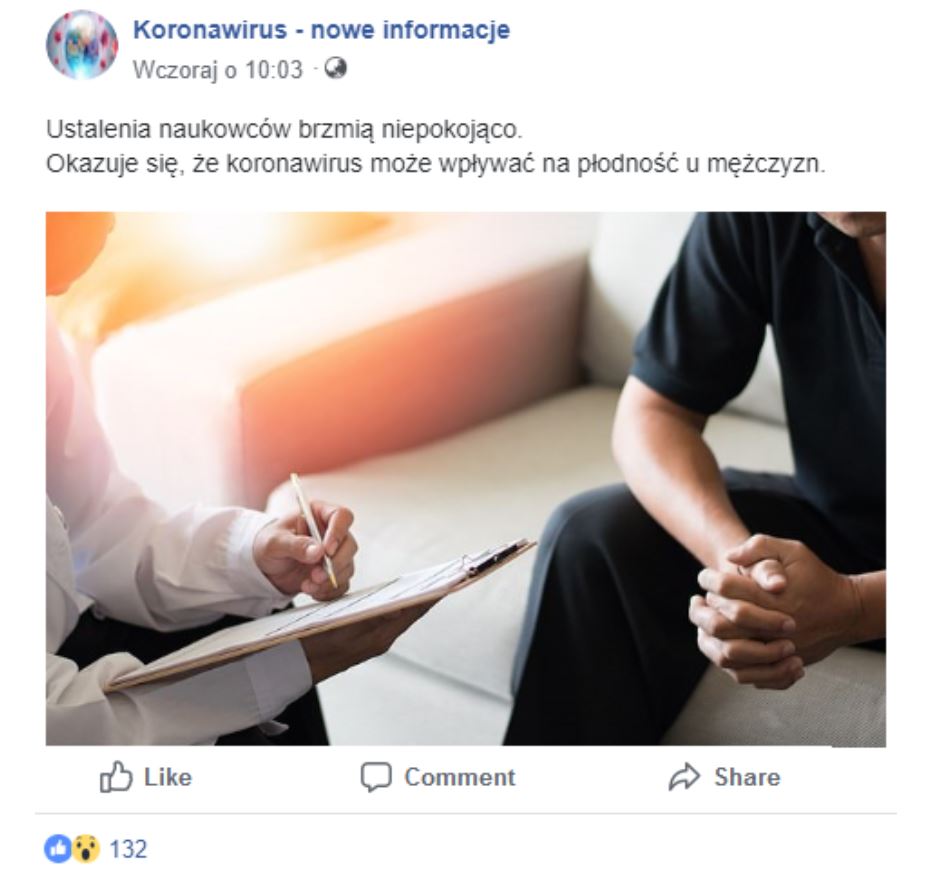 Koronawirus - nowe informacje
Wczoraj o 10:03 ·
Ustalenia naukowców brzmią niepokojąco.
Okazuje się, że koronawirus może wpływać na płodność u mężczyzn.
Like Comment Share
132